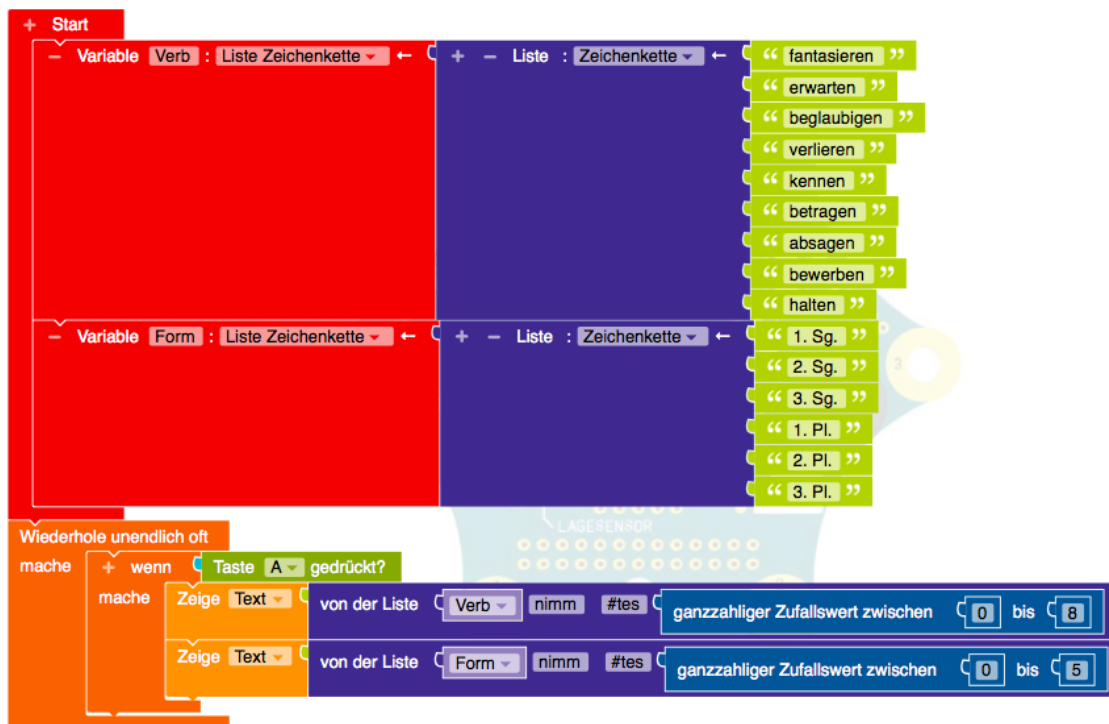 + Start
− Variable Verb : Liste Zeichenkette ← + − Liste : Zeichenkette ← “ fantasieren ”
“ erwarten ”
“ beglaubigen ”
“ verlieren ”
“ kennen ”
“ betragen ”
“ absagen ”
“ bewerben ”
“ halten ”
− Variable Form : Liste Zeichenkette ← + − Liste : Zeichenkette ← “ 1. Sg. ”
“ 2. Sg. ”
“ 3. Sg. ”
“ 1. Pl. ”
“ 2. Pl. ”
“ 3. Pl. ”
3
LAGESENSOR
Wiederhole unendlich oft
mache + wenn Taste A gedrückt?
mache Zeige Text von der Liste Verb nimm #tes ganzzahliger Zufallswert zwischen 0 bis 8
Zeige Text von der Liste Form nimm #tes ganzzahliger Zufallswert zwischen 0 bis 5